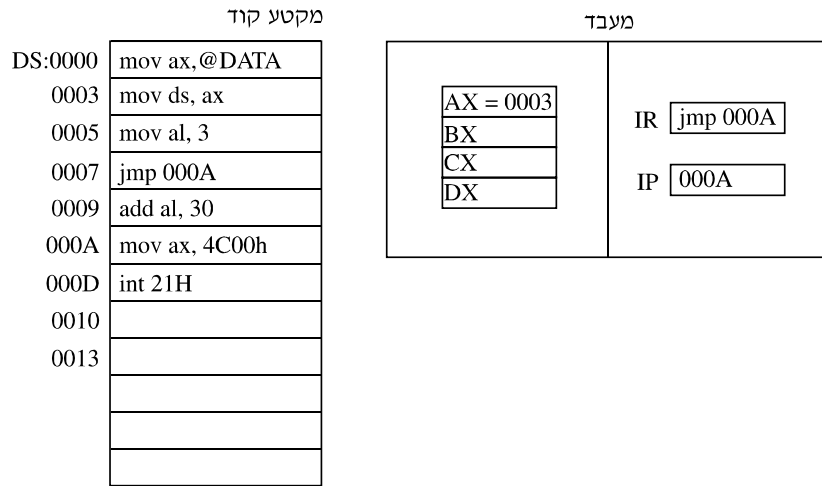 מקטע קוד
DS:0000 mov ax,@DATA
0003 mov ds, ax
0005 mov al, 3
0007 jmp 000A
0009 add al, 30
000A mov ax, 4C00h
000D int 21H
0010
0013
מעבד
AX = 0003
BX
CX
DX
IR jmp 000A
IP 000A